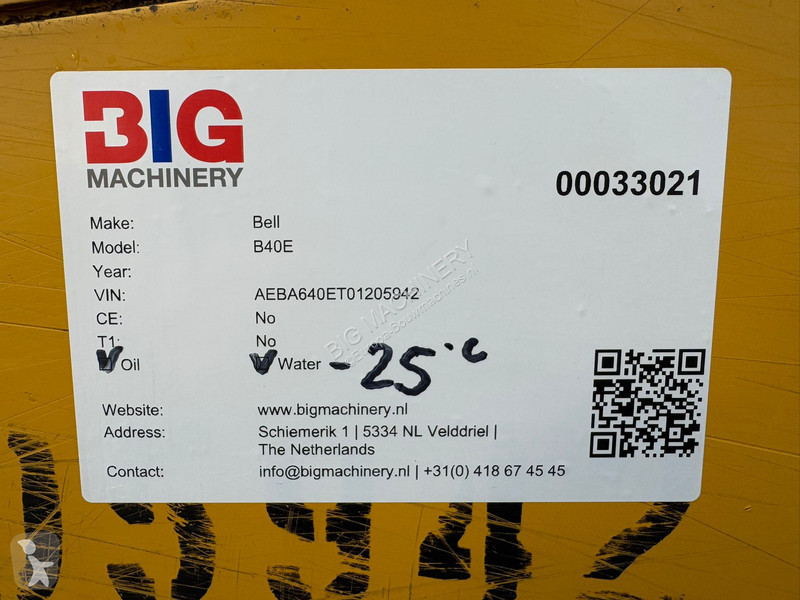 BIG
MACHINERY
00033021
Make: Bell
Model: B40E
Year:
VIN: AEBA640ET01205942
CE: No
T1: No
Oil Water -25°C
Website: www.bigmachinery.nl
Address: Schiemerik 1 | 5334 NL Velddriel |
The Netherlands
Contact: info@bigmachinery.nl | +31(0) 418 67 45 45
BIG MACHINERY